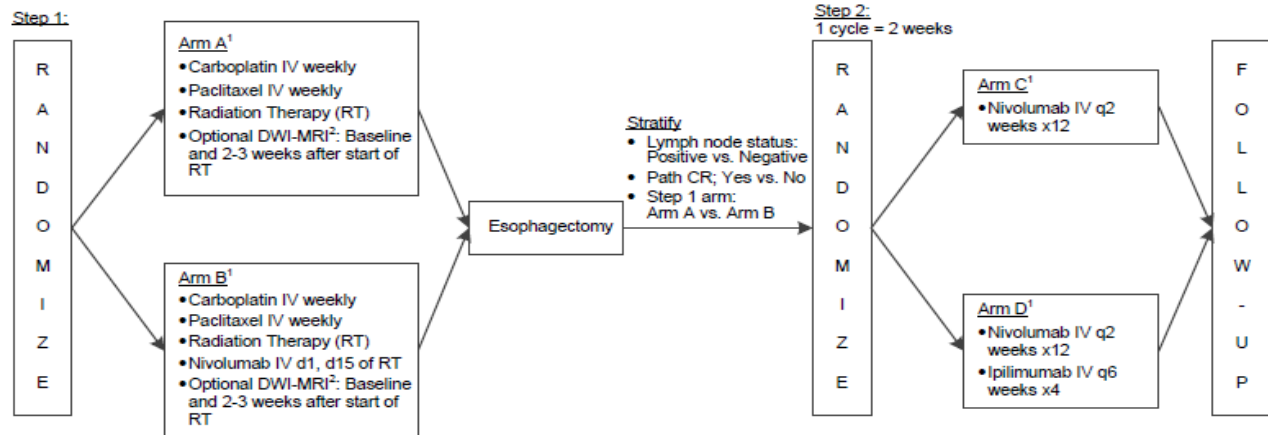 Step 1:
R
A
N
D
O
M
I
Z
E
Arm A¹
•Carboplatin IV weekly
•Paclitaxel IV weekly
•Radiation Therapy (RT)
•Optional DWI-MRI²: Baseline
and 2-3 weeks after start of
RT
Arm B¹
•Carboplatin IV weekly
•Paclitaxel IV weekly
•Radiation Therapy (RT)
•Nivolumab IV d1, d15 of RT
•Optional DWI-MRI²: Baseline
and 2-3 weeks after start of
RT
Esophagectomy
Stratify
• Lymph node status:
Positive vs. Negative
• Path CR; Yes vs. No
• Step 1 arm:
Arm A vs. Arm B
Step 2:
1 cycle = 2 weeks
R
A
N
D
O
M
I
Z
E
Arm C¹
•Nivolumab IV q2
weeks x12
Arm D¹
•Nivolumab IV q2
weeks x12
•Ipilimumab IV q6
weeks x4
F
O
L
L
O
W
-
U
P